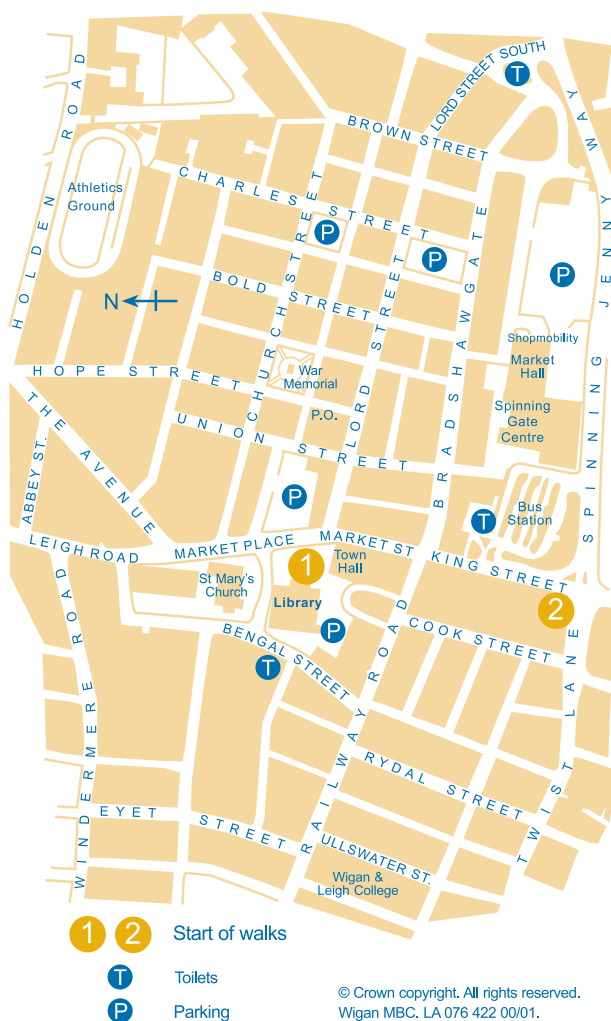 LORD STREET SOUTH
T
HOLDEN ROAD
BROWN STREET
SPINNING JENNY WAY
Athletics
Ground
CHARLES STREET
P
P
P
N
BOLD STREET
CHURCH STREET
LORD STREET
BRADSHAWGATE
Shopmobility
Market
Hall
HOPE STREET
War
Memorial
P.O.
Spinning
Gate
Centre
THE AVENUE
UNION STREET
ABBEY ST.
P
T
Bus
Station
LEIGH ROAD
MARKET PLACE
MARKET ST.
KING STREET
1
Town
Hall
St Mary's
Church
Library
2
P
COOK STREET
BENGAL STREET
T
WINDERMERE ROAD
RAILWAY ROAD
RYDAL STREET
TWIST LANE
EYET STREET
ULLSWATER ST.
Wigan &
Leigh College
1 2 Start of walks
T Toilets
P Parking
© Crown copyright. All rights reserved.
Wigan MBC. LA 076 422 00/01.